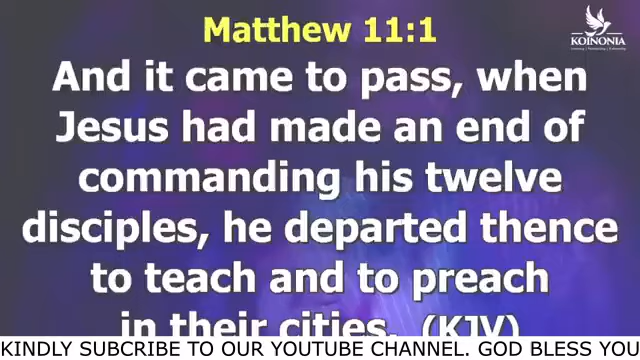 Matthew 11:1
KOINONIA
And it came to pass, when
Jesus had made an end of
commanding his twelve
disciples, he departed thence
to teach and to preach
in their cities. (KJV)
KINDLY SUBCRIBE TO OUR YOUTUBE CHANNEL. GOD BLESS YOU